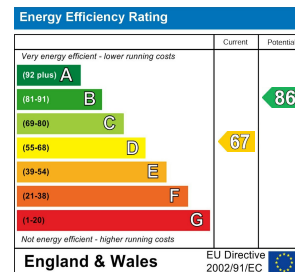 Energy Efficiency Rating
Current Potential
Very energy efficient - lower running costs
(92 plus) A
(81-91) B
(69-80) C
(55-68) D
(39-54) E
(21-38) F
(1-20) G
67
86
Not energy efficient - higher running costs
England & Wales
EU Directive
2002/91/EC